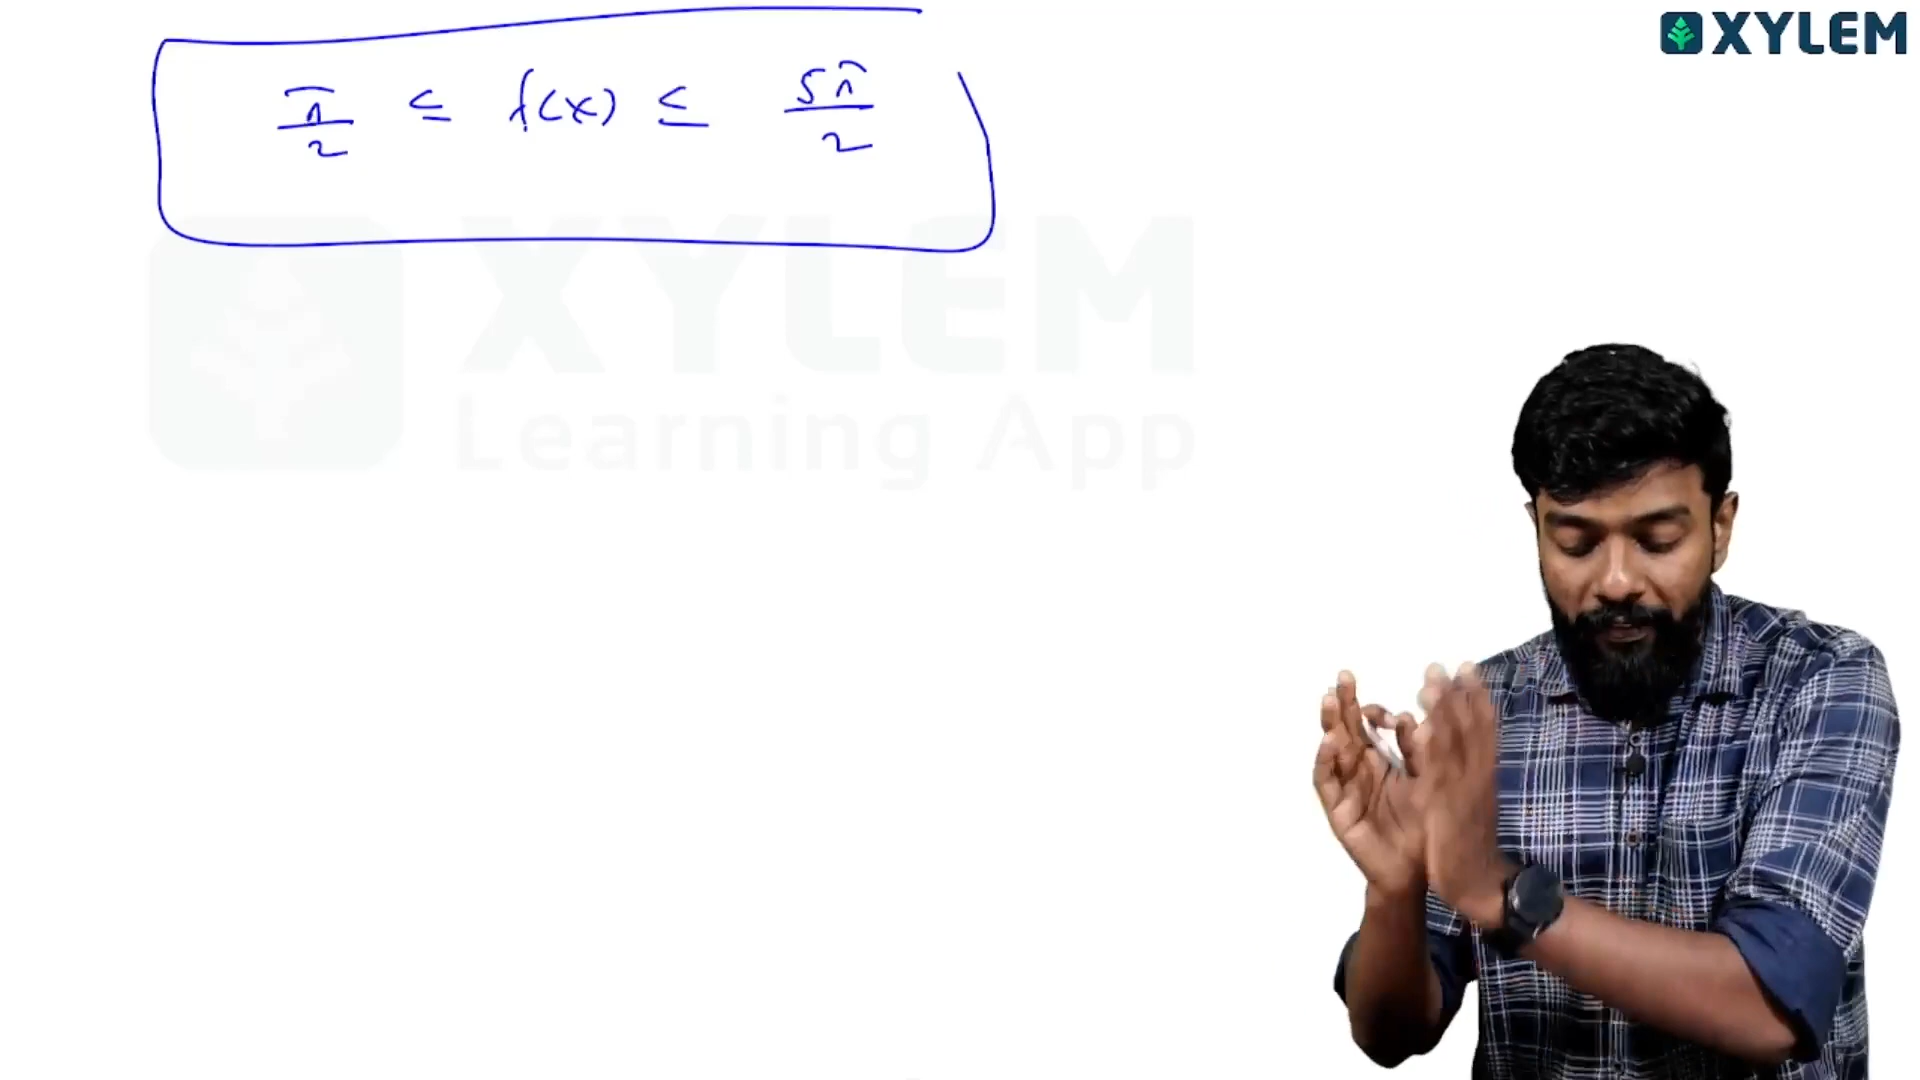 XYLEM
π/2 ≤ f(x) ≤ 5π/2
XYLEM
Learning App